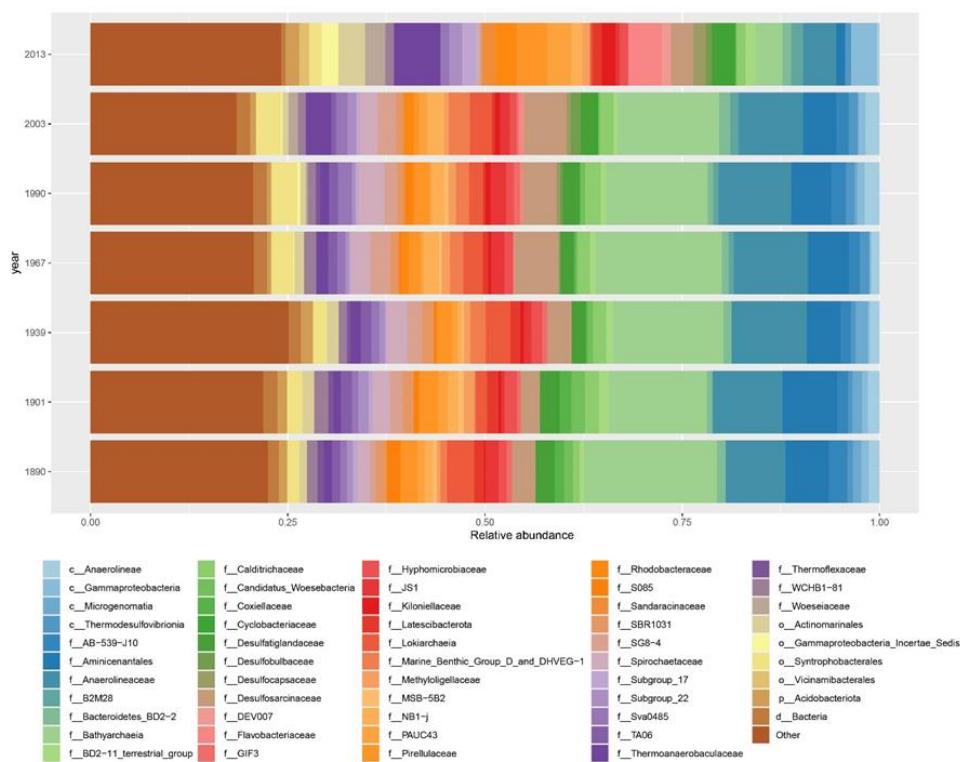 2013
2003
1990
1967
1939
1901
1890
year
0.00 0.25 0.50 0.75 1.00
Relative abundance
c__Anaerolineae
c__Gammaproteobacteria
c__Microgenomatia
c__Thermodesulfovibrionia
f__AB-539-J10
f__Aminicenantales
f__Anaerolineaceae
f__B2M28
f__Bacteroidetes_BD2-2
f__Bathyarchaeia
f__BD2-11_terrestrial_group
f__Calditrichaceae
f__Candidatus_Woesebacteria
f__Coxiellaceae
f__Cyclobacteriaceae
f__Desulfatiglandaceae
f__Desulfobulbaceae
f__Desulfocapsaceae
f__Desulfosarcinaceae
f__DEV007
f__Flavobacteriaceae
f__GIF3
f__Hyphomicrobiaceae
f__JS1
f__Kiloniellaceae
f__Latescibacterota
f__Lokiarchaeia
f__Marine_Benthic_Group_D_and_DHVEG-1
f__Methyloligellaceae
f__MSB-5B2
f__NB1-j
f__PAUC43
f__Pirellulaceae
f__Rhodobacteraceae
f__S085
f__Sandaracinaceae
f__SBR1031
f__SG8-4
f__Spirochaetaceae
f__Subgroup_17
f__Subgroup_22
f__Sva0485
f__TA06
f__Thermoanaerobaculaceae
f__Thermoflexaceae
f__WCHB1-81
f__Woeseiaceae
o__Actinomarinales
o__Gammaproteobacteria_Incertae_Sedis
o__Syntrophobacterales
o__Vicinamibacterales
p__Acidobacteriota
d__Bacteria
Other